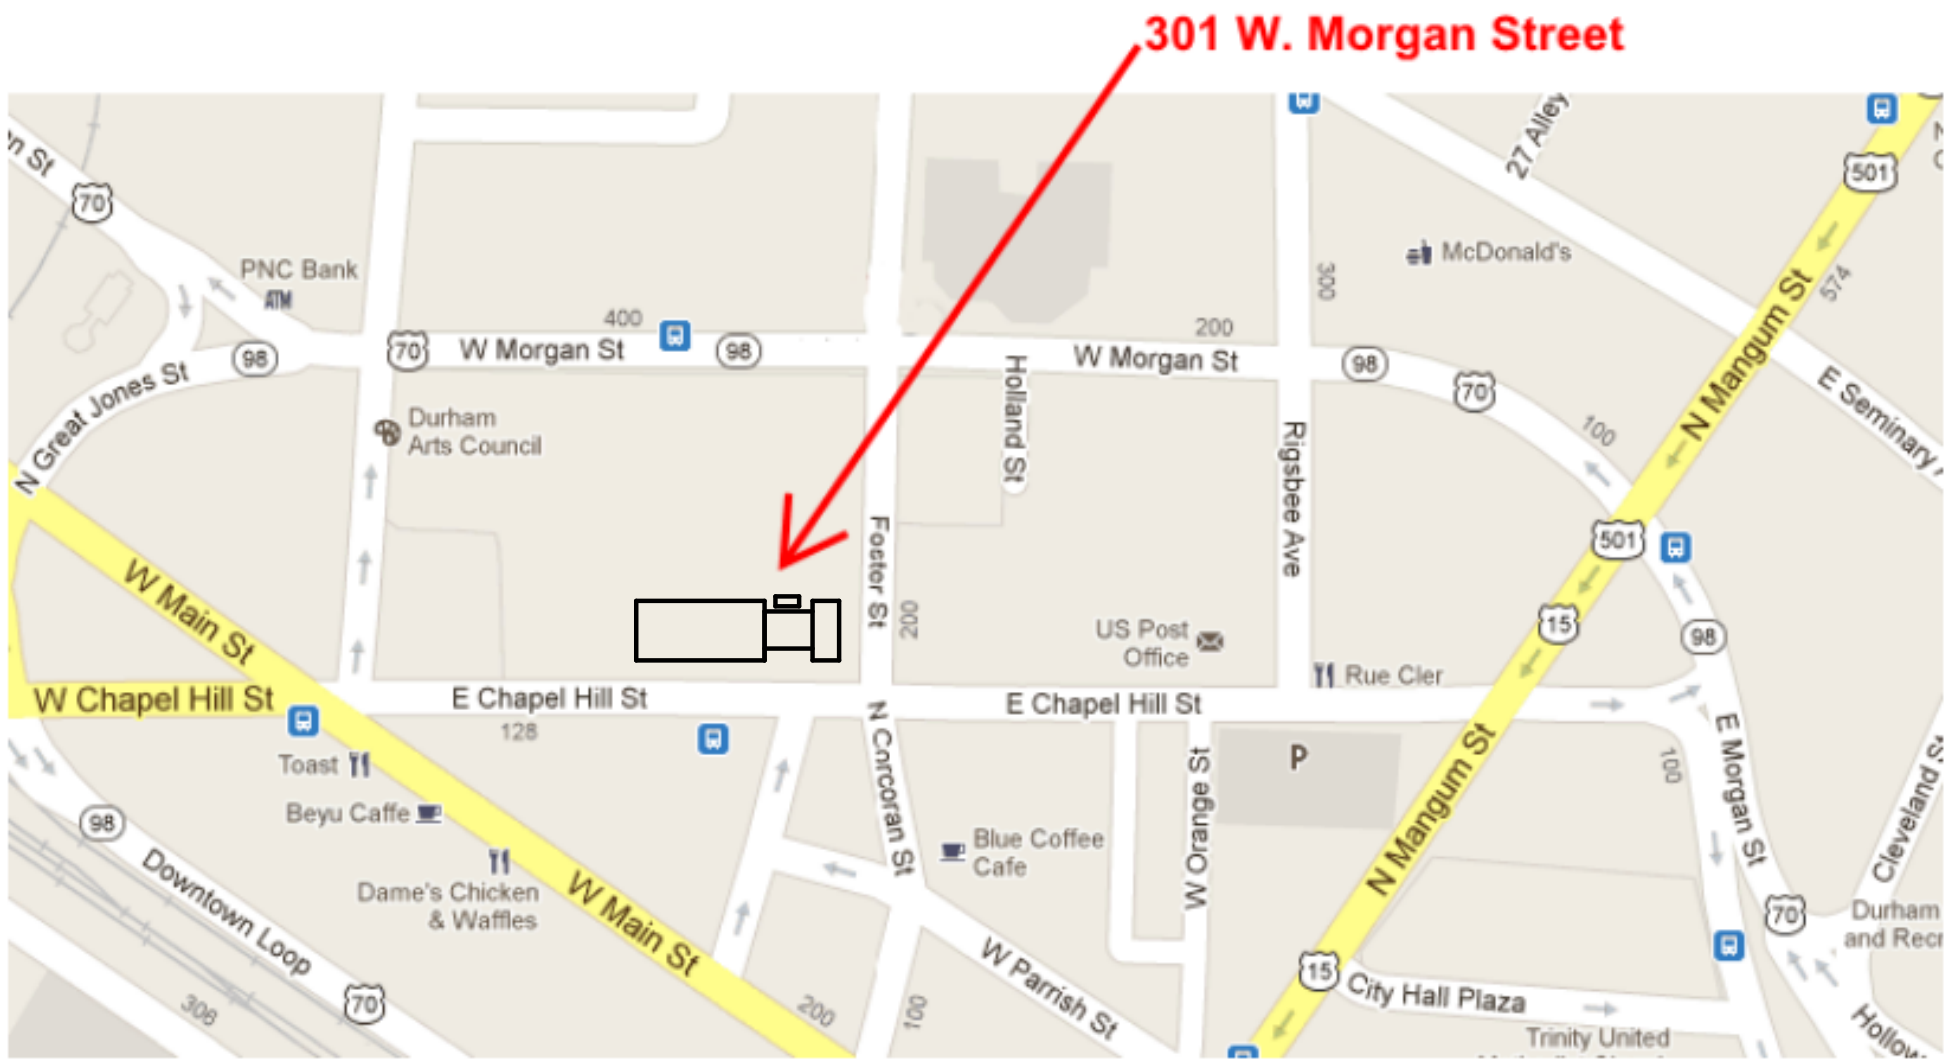 301 W. Morgan Street
27 Alley
501
n St
70
PNC Bank
ATM
McDonald's
300
574
400
200
98
70
W Morgan St
98
W Morgan St
98
70
N Mangum St
E Seminary
N Great Jones St
Durham
Arts Council
Holland St
100
Rigsbee Ave
501
Foster St
200
15
W Main St
US Post
Office
98
Rue Cler
W Chapel Hill St
E Chapel Hill St
E Chapel Hill St
128
N Corcoran St
Toast
P
W Orange St
N Mangum St
100
E Morgan St
Cleveland St
Beyu Caffe
98
Blue Coffee
Cafe
Downtown Loop
Dame's Chicken
& Waffles
W Main St
70
Durham
and Recr
W Parrish St
15
City Hall Plaza
306
70
200
100
Trinity United
Hollow